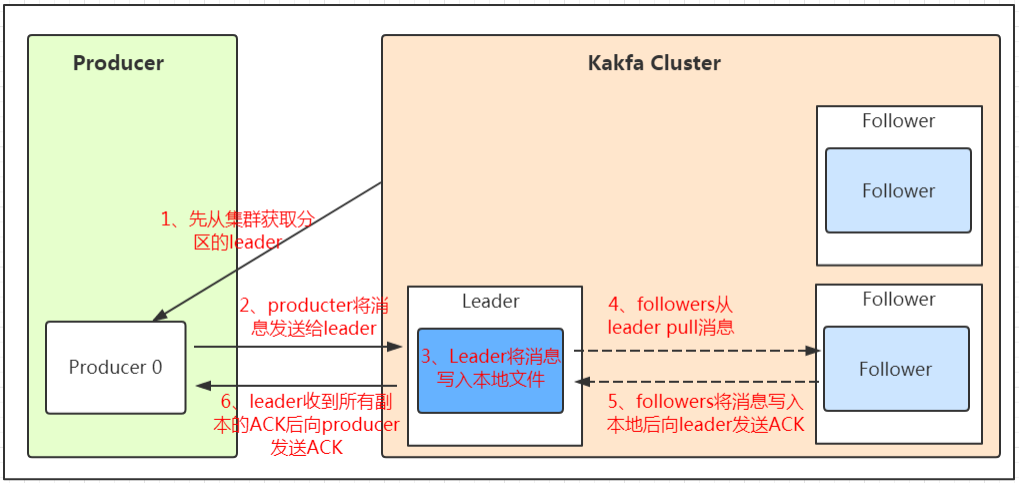 Producer
Kakfa Cluster
Follower
Follower
1、先从集群获取分
区的leader
2、producter将消
息发送给leader
Leader
4、followers从
leader pull消息
Follower
Producer 0
3、Leader将消息
写入本地文件
Follower
6、leader收到所有副
本的ACK后向producer
发送ACK
5、followers将消息写入
本地后向leader发送ACK